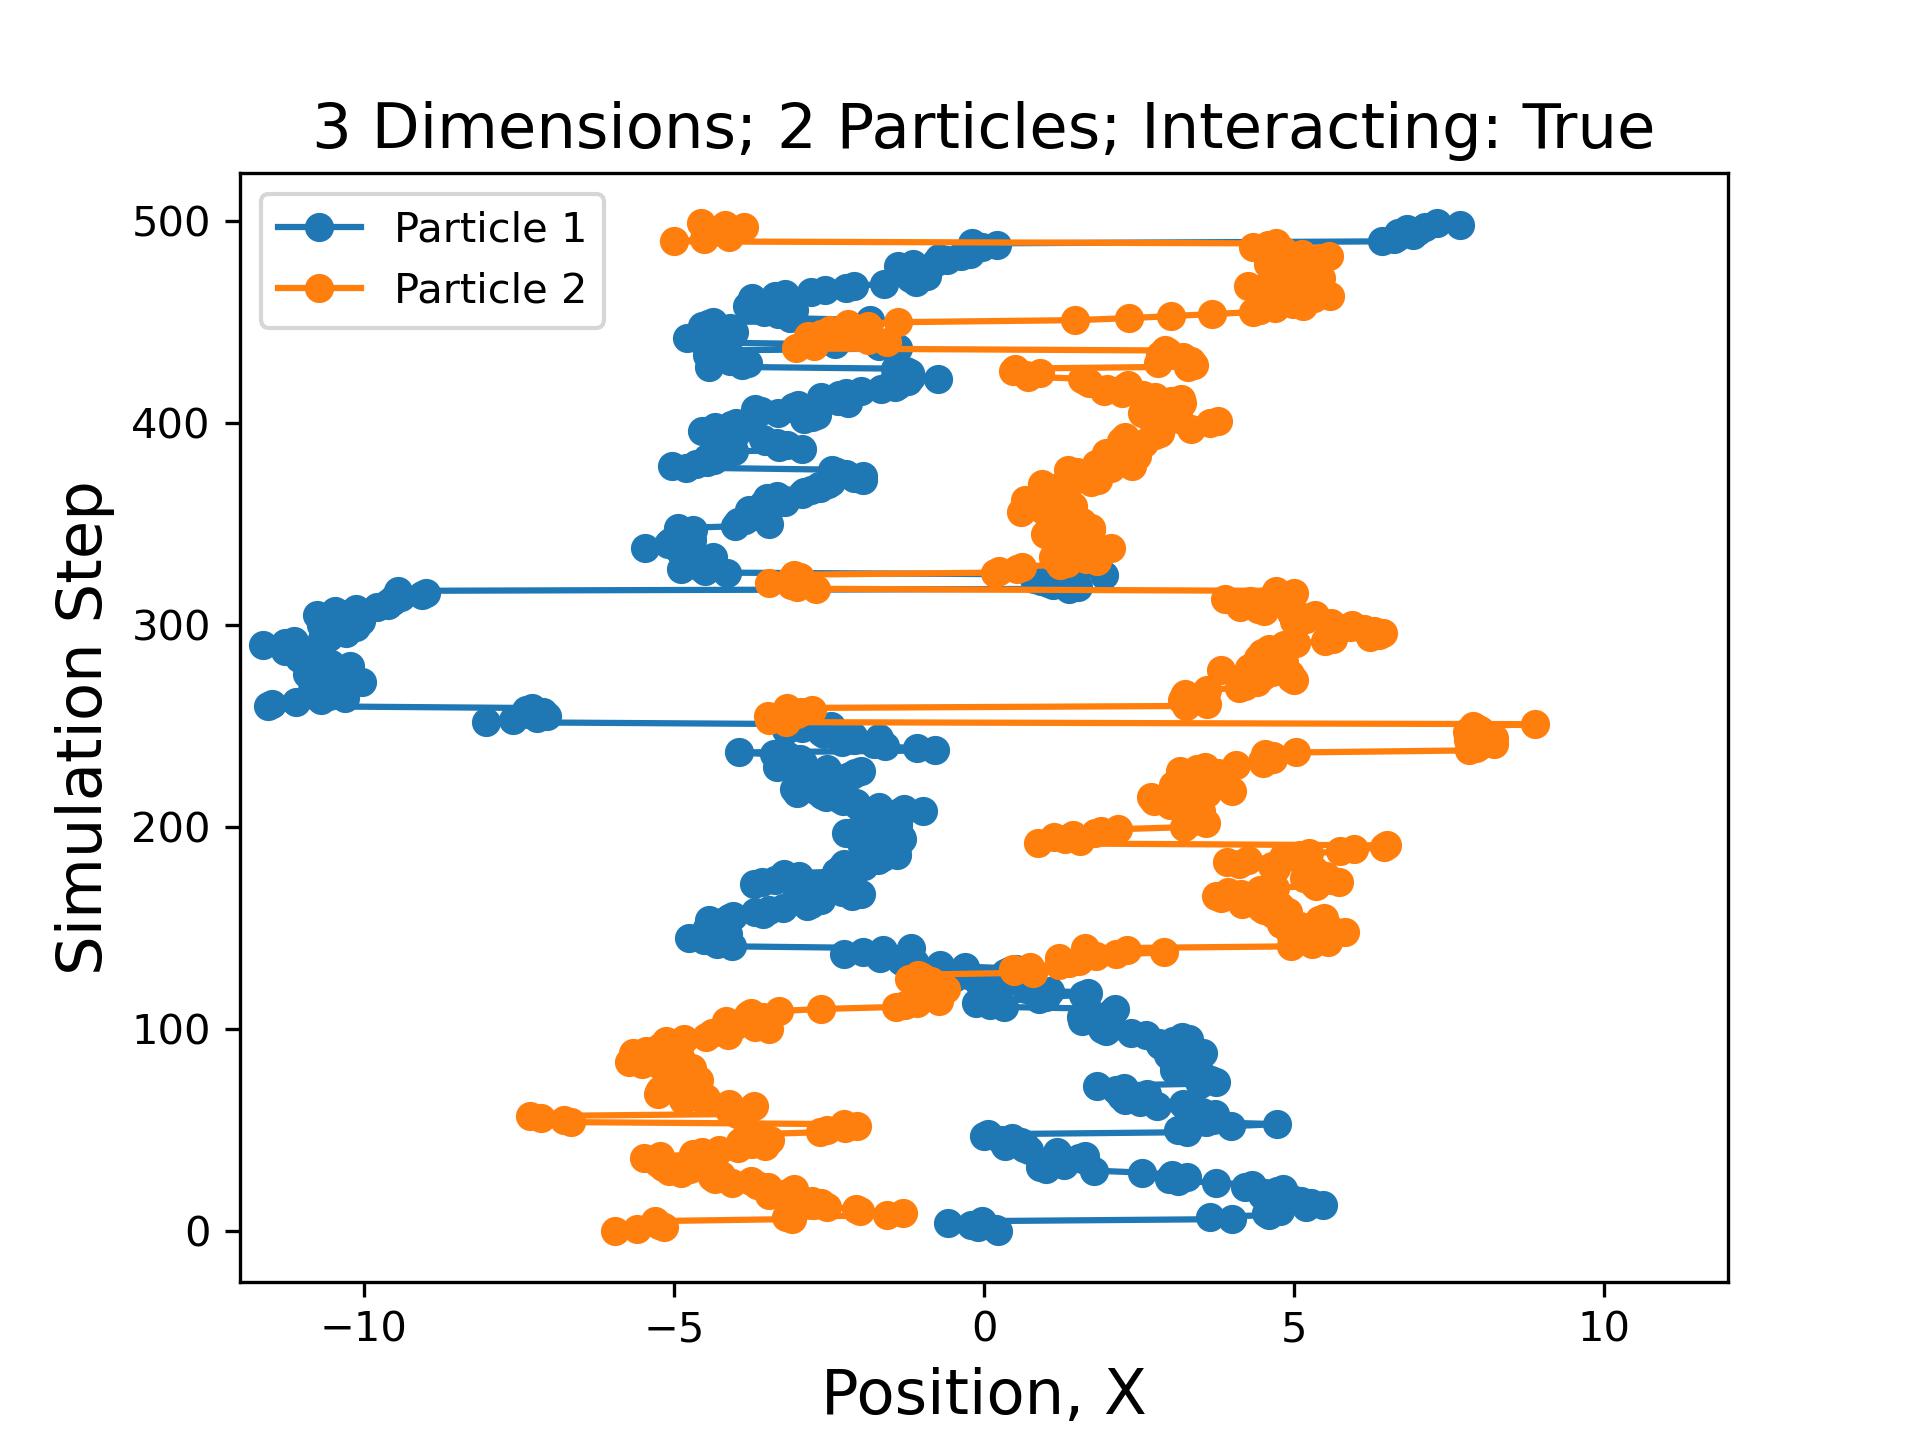 3 Dimensions; 2 Particles; Interacting: True
Particle 1
Particle 2
Simulation Step
500
400
300
200
100
0
−10
−5
0
5
10
Position, X